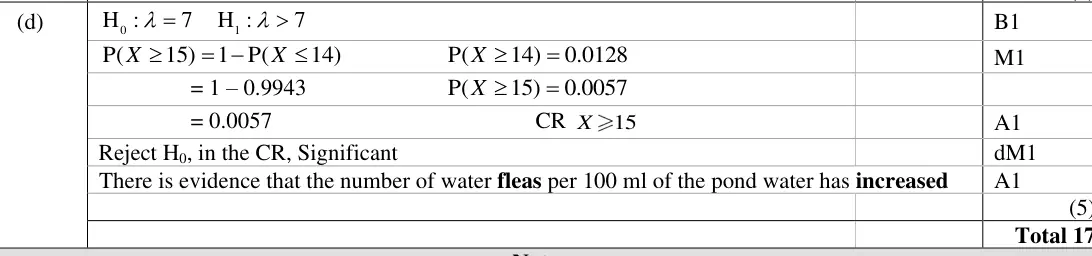 (d) H₀ : λ = 7 H₁ : λ > 7 B1
P(X ≥ 15) = 1 – P(X ≤ 14) P(X ≥ 14) = 0.0128 M1
= 1 – 0.9943 P(X ≥ 15) = 0.0057
= 0.0057 CR X ⩾ 15 A1
Reject H₀, in the CR, Significant dM1
There is evidence that the number of water fleas per 100 ml of the pond water has increased A1
(5)
Total 17